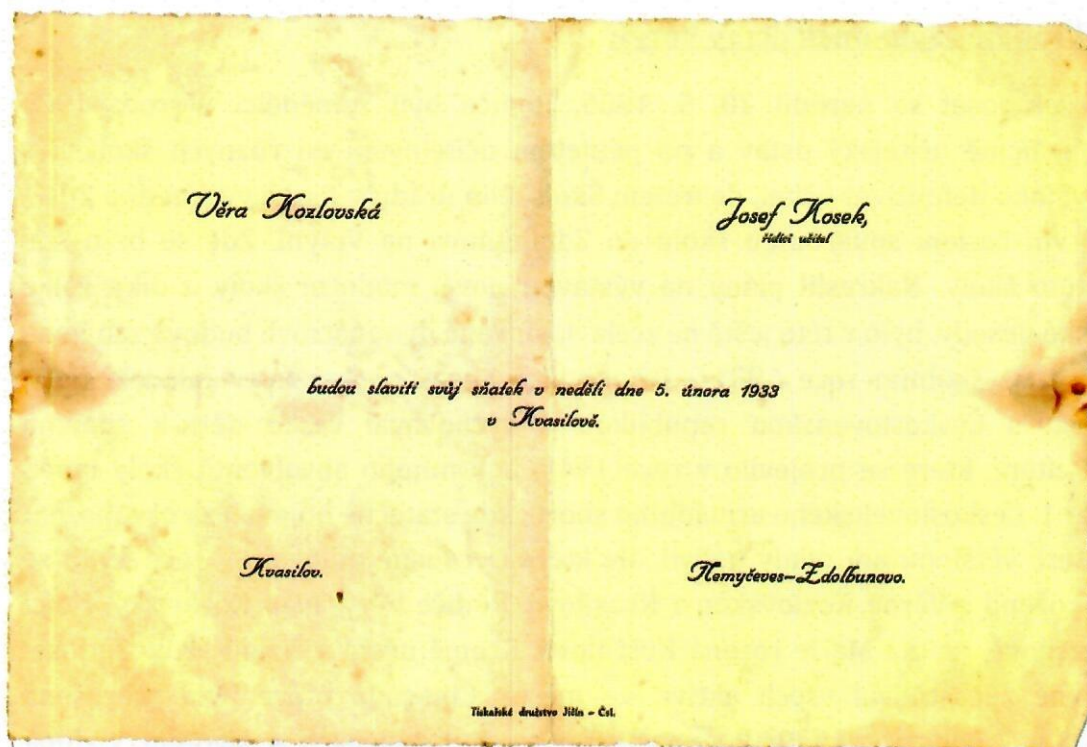 Věra Kozlovská
Josef Kosek,
řídící učitel
budou slaviti svůj sňatek v neděli dne 5. února 1933
v Kvasilově.
Kvasilov.
Nemyčeves–Zdolbunovo.
Tiskařské družstvo Jičín – Čsl.